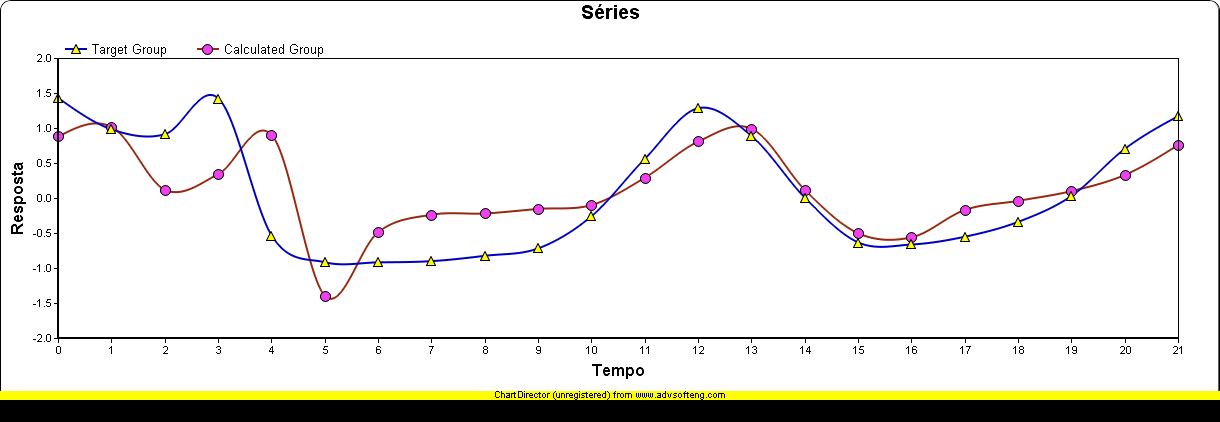 Séries
Target Group
Calculated Group
2.0
1.5
1.0
0.5
0.0
-0.5
-1.0
-1.5
-2.0
Resposta
0 1 2 3 4 5 6 7 8 9 10 11 12 13 14 15 16 17 18 19 20 21
Tempo
ChartDirector (unregistered) from www.advsofteng.com